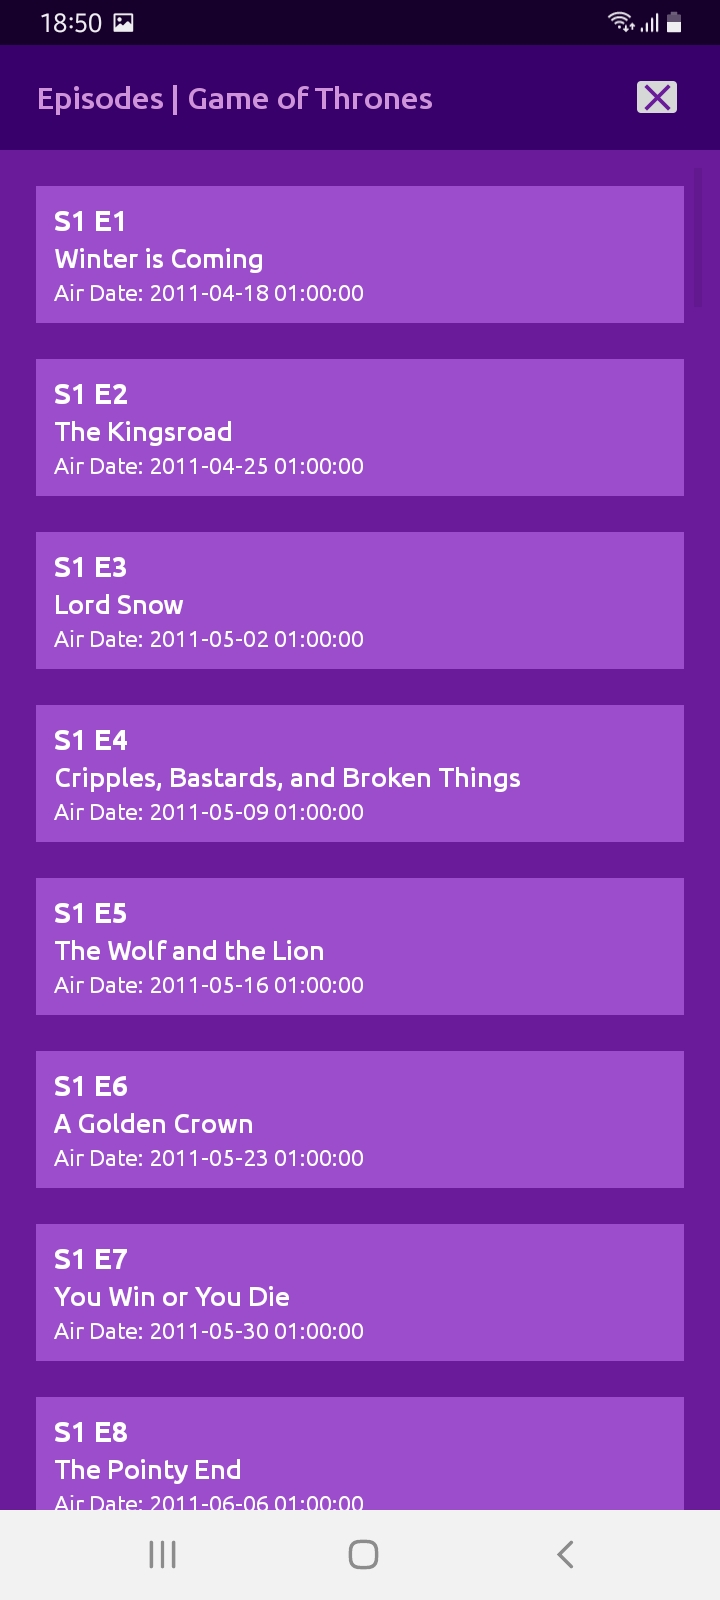 18:50
Episodes | Game of Thrones
S1 E1
Winter is Coming
Air Date: 2011-04-18 01:00:00
S1 E2
The Kingsroad
Air Date: 2011-04-25 01:00:00
S1 E3
Lord Snow
Air Date: 2011-05-02 01:00:00
S1 E4
Cripples, Bastards, and Broken Things
Air Date: 2011-05-09 01:00:00
S1 E5
The Wolf and the Lion
Air Date: 2011-05-16 01:00:00
S1 E6
A Golden Crown
Air Date: 2011-05-23 01:00:00
S1 E7
You Win or You Die
Air Date: 2011-05-30 01:00:00
S1 E8
The Pointy End
Air Date: 2011-06-06 01:00:00